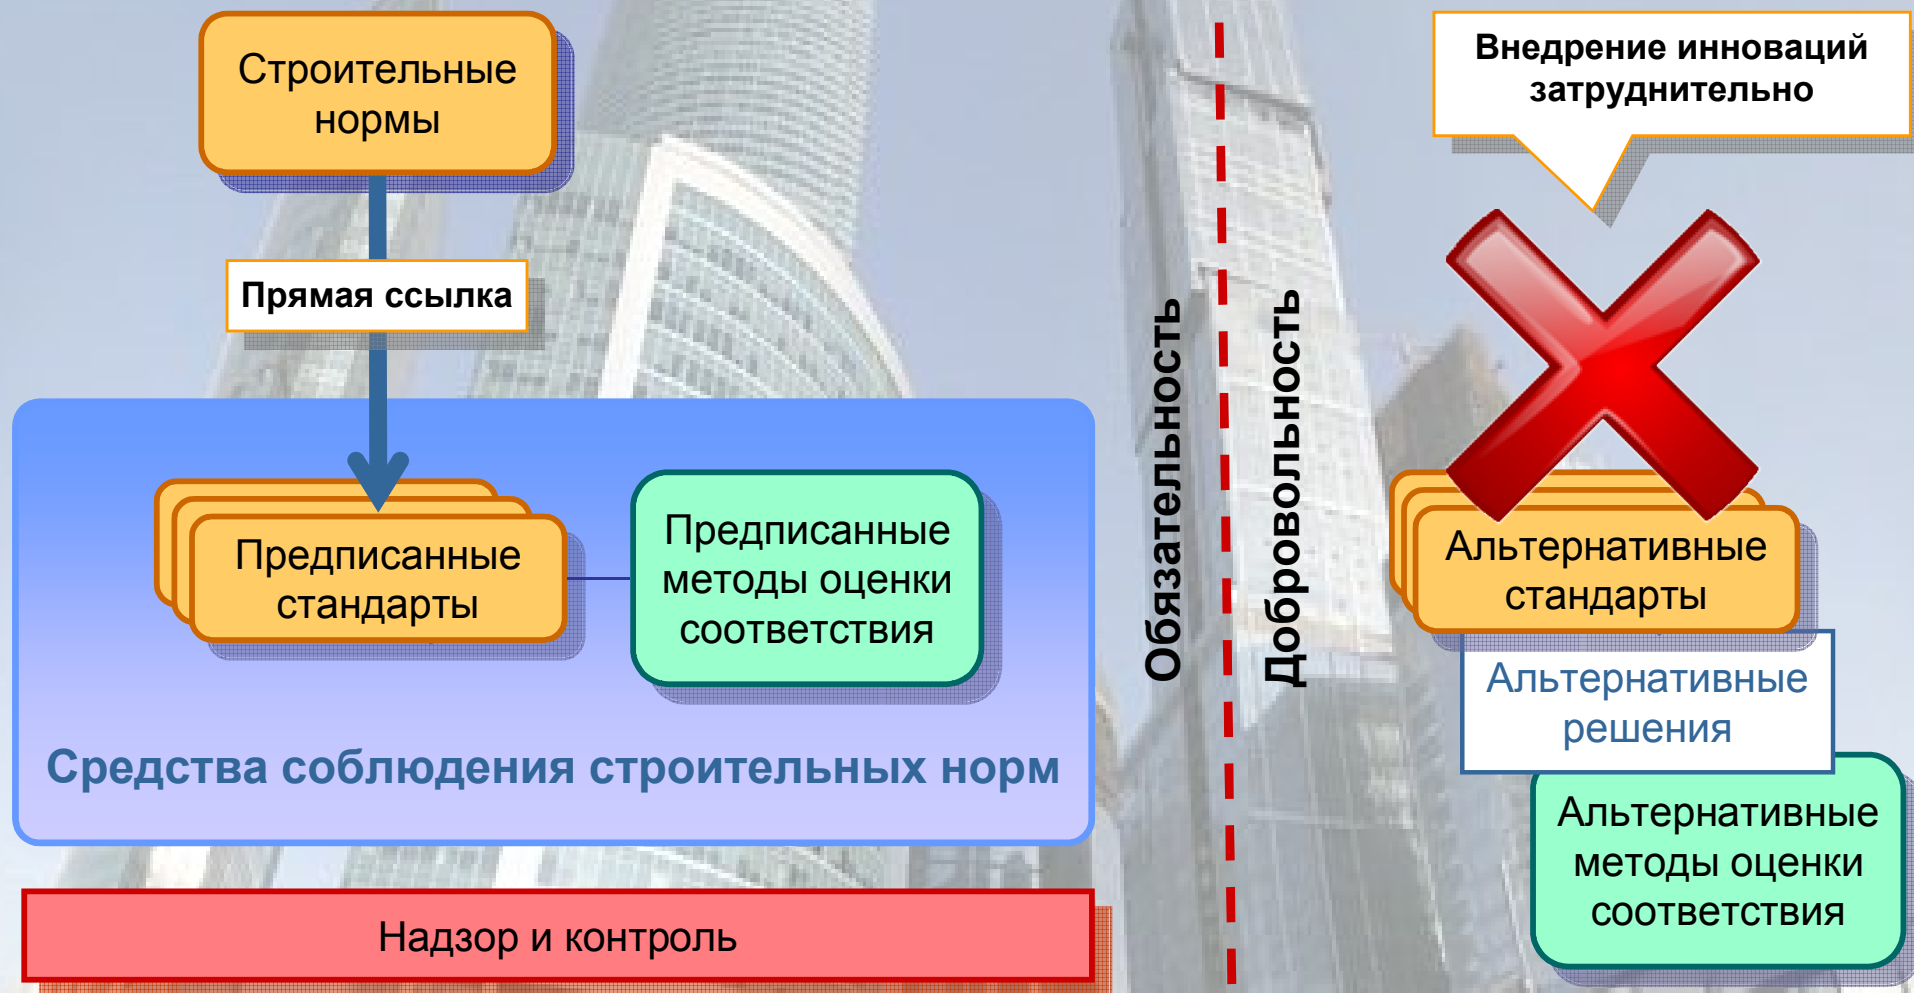 Строительные
нормы
Прямая ссылка
Предписанные
стандарты
Предписанные
методы оценки
соответствия
Средства соблюдения строительных норм
Надзор и контроль
Обязательность
Добровольность
Внедрение инноваций
затруднительно
Альтернативные
стандарты
Альтернативные
решения
Альтернативные
методы оценки
соответствия